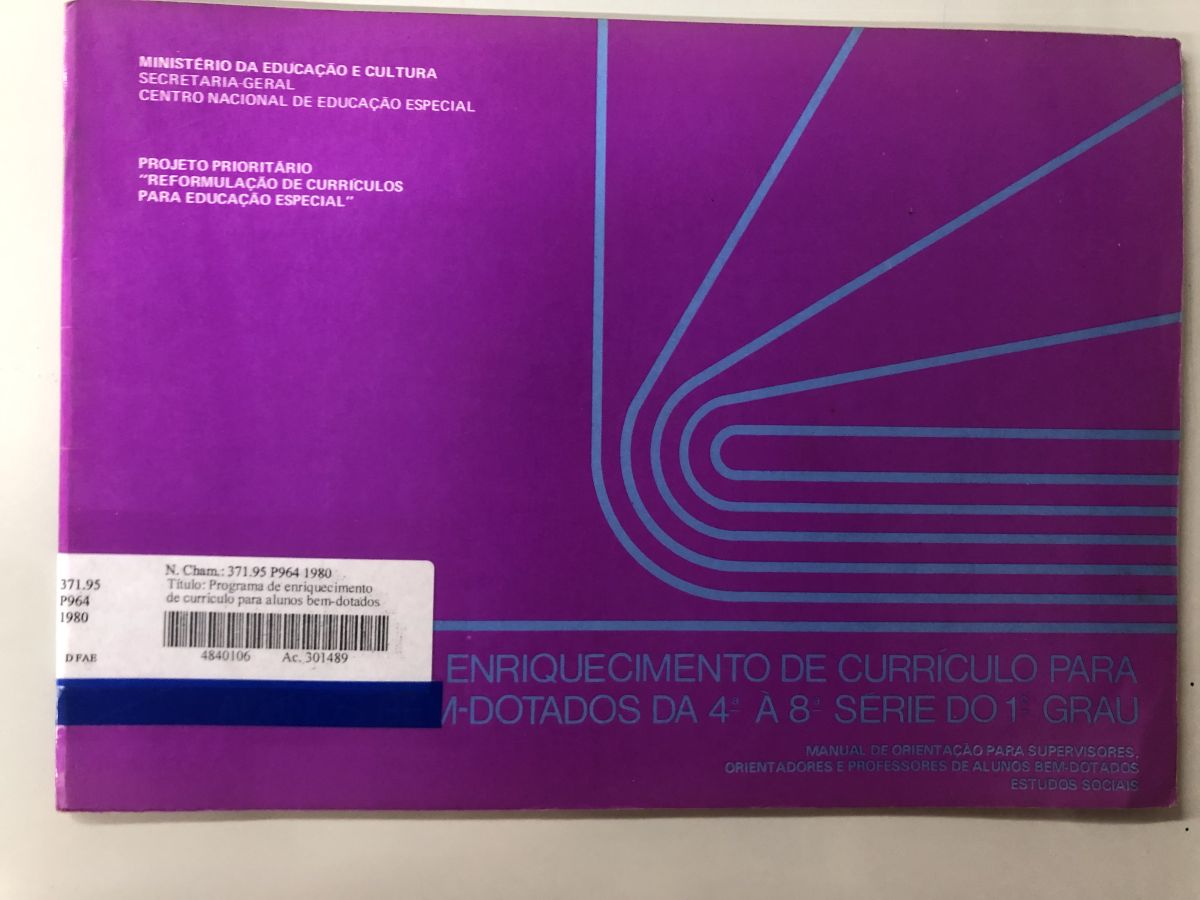 MINISTÉRIO DA EDUCAÇÃO E CULTURA
SECRETARIA-GERAL
CENTRO NACIONAL DE EDUCAÇÃO ESPECIAL
PROJETO PRIORITÁRIO
"REFORMULAÇÃO DE CURRÍCULOS
PARA EDUCAÇÃO ESPECIAL"
371.95
P964
1980
D FAE
N. Cham.: 371.95 P964 1980
Título: Programa de enriquecimento
de currículo para alunos bem-dotados
4840106 Ac. 301489
ENRIQUECIMENTO DE CURRÍCULO PARA
M-DOTADOS DA 4ª À 8ª SÉRIE DO 1º GRAU
MANUAL DE ORIENTAÇÃO PARA SUPERVISORES,
ORIENTADORES E PROFESSORES DE ALUNOS BEM-DOTADOS
ESTUDOS SOCIAIS